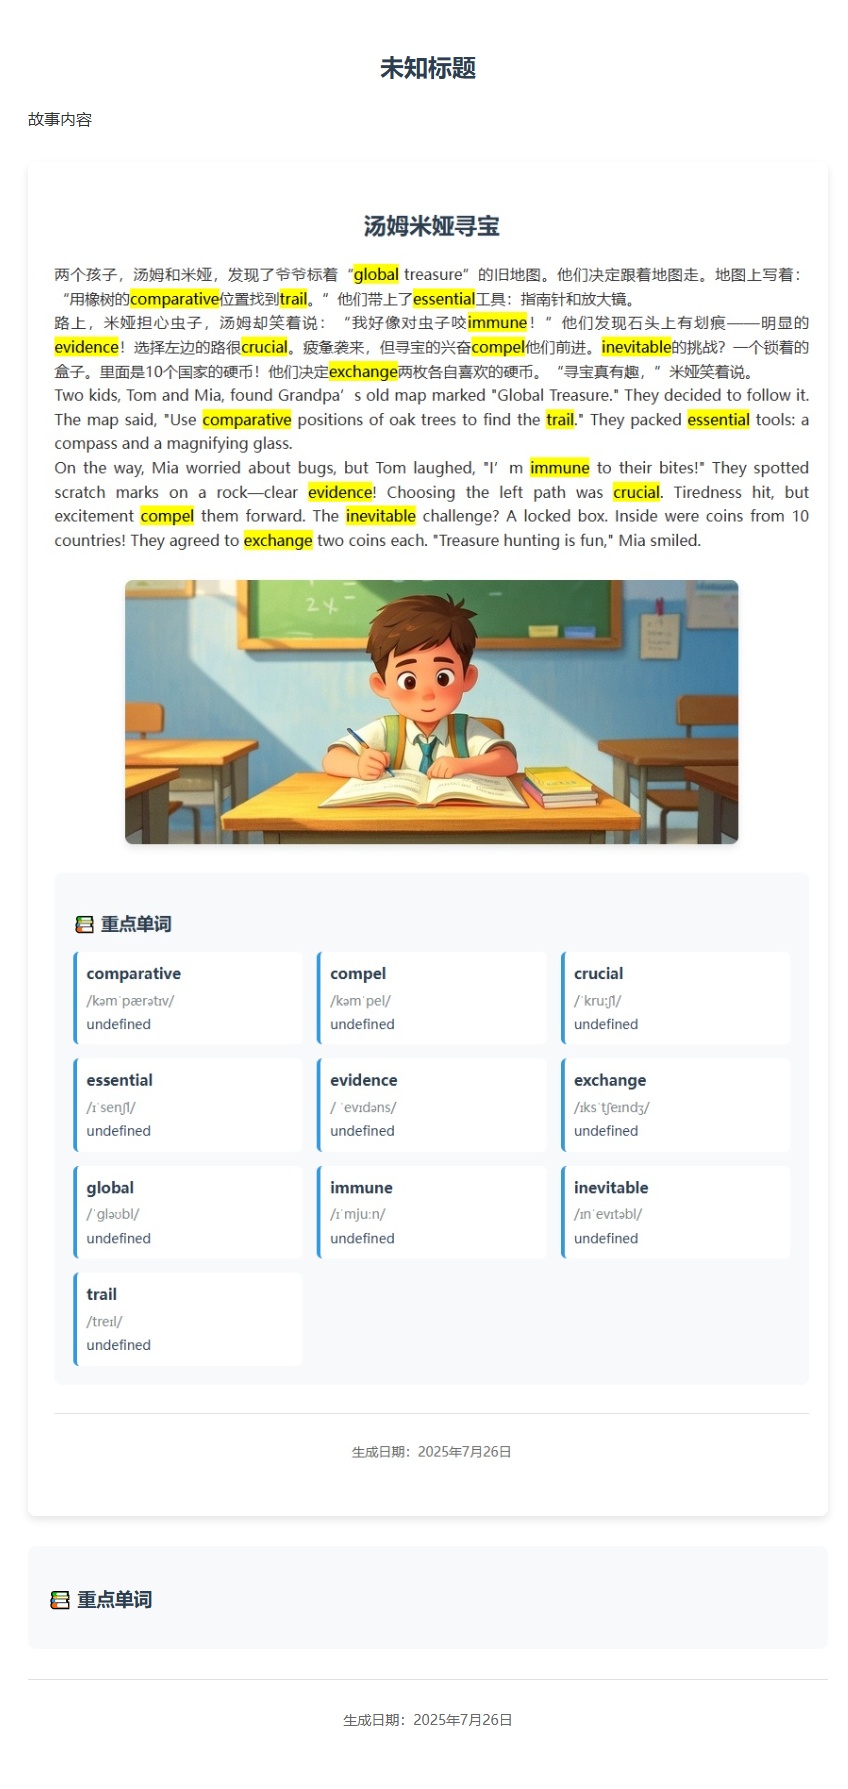 未知标题
故事内容
汤姆米娅寻宝
两个孩子，汤姆和米娅，发现了爷爷标着“global treasure”的旧地图。他们决定跟着地图走。地图上写着：
“用橡树的comparative位置找到trail。”他们带上了essential工具：指南针和放大镜。
路上，米娅担心虫子，汤姆却笑着说：“我好像对虫子咬immune！”他们发现石头上有划痕——明显的
evidence！选择左边的路很crucial。疲惫袭来，但寻宝的兴奋compel他们前进。inevitable的挑战？一个锁着的
盒子。里面是10个国家的硬币！他们决定exchange两枚各自喜欢的硬币。“寻宝真有趣，”米娅笑着说。
Two kids, Tom and Mia, found Grandpa’s old map marked "Global Treasure." They decided to follow it.
The map said, "Use comparative positions of oak trees to find the trail." They packed essential tools: a
compass and a magnifying glass.
On the way, Mia worried about bugs, but Tom laughed, "I’m immune to their bites!" They spotted
scratch marks on a rock—clear evidence! Choosing the left path was crucial. Tiredness hit, but
excitement compel them forward. The inevitable challenge? A locked box. Inside were coins from 10
countries! They agreed to exchange two coins each. "Treasure hunting is fun," Mia smiled.
2 x
重点单词
comparative
/kəmˈpærətɪv/
undefined
compel
/kəmˈpel/
undefined
crucial
/ˈkruːʃl/
undefined
essential
/ɪˈsenʃl/
undefined
evidence
/ ˈevɪdəns/
undefined
exchange
/ɪksˈtʃeɪndʒ/
undefined
global
/ˈɡləʊbl/
undefined
immune
/ɪˈmjuːn/
undefined
inevitable
/ɪnˈevɪtəbl/
undefined
trail
/treɪl/
undefined
生成日期：2025年7月26日
重点单词
生成日期：2025年7月26日